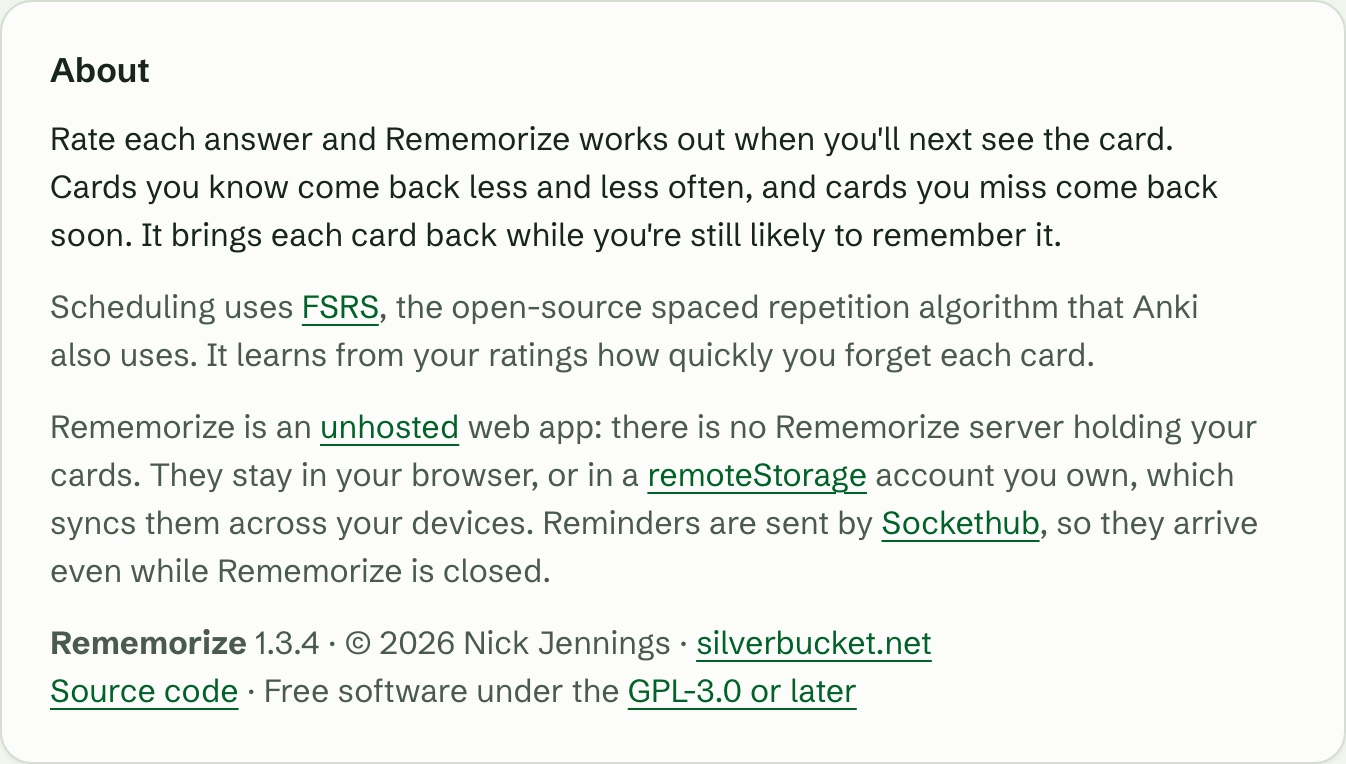 About
Rate each answer and Rememorize works out when you'll next see the card.
Cards you know come back less and less often, and cards you miss come back
soon. It brings each card back while you're still likely to remember it.
Scheduling uses FSRS, the open-source spaced repetition algorithm that Anki
also uses. It learns from your ratings how quickly you forget each card.
Rememorize is an unhosted web app: there is no Rememorize server holding your
cards. They stay in your browser, or in a remoteStorage account you own, which
syncs them across your devices. Reminders are sent by Sockethub, so they arrive
even while Rememorize is closed.
Rememorize 1.3.4 · © 2026 Nick Jennings · silverbucket.net
Source code · Free software under the GPL-3.0 or later